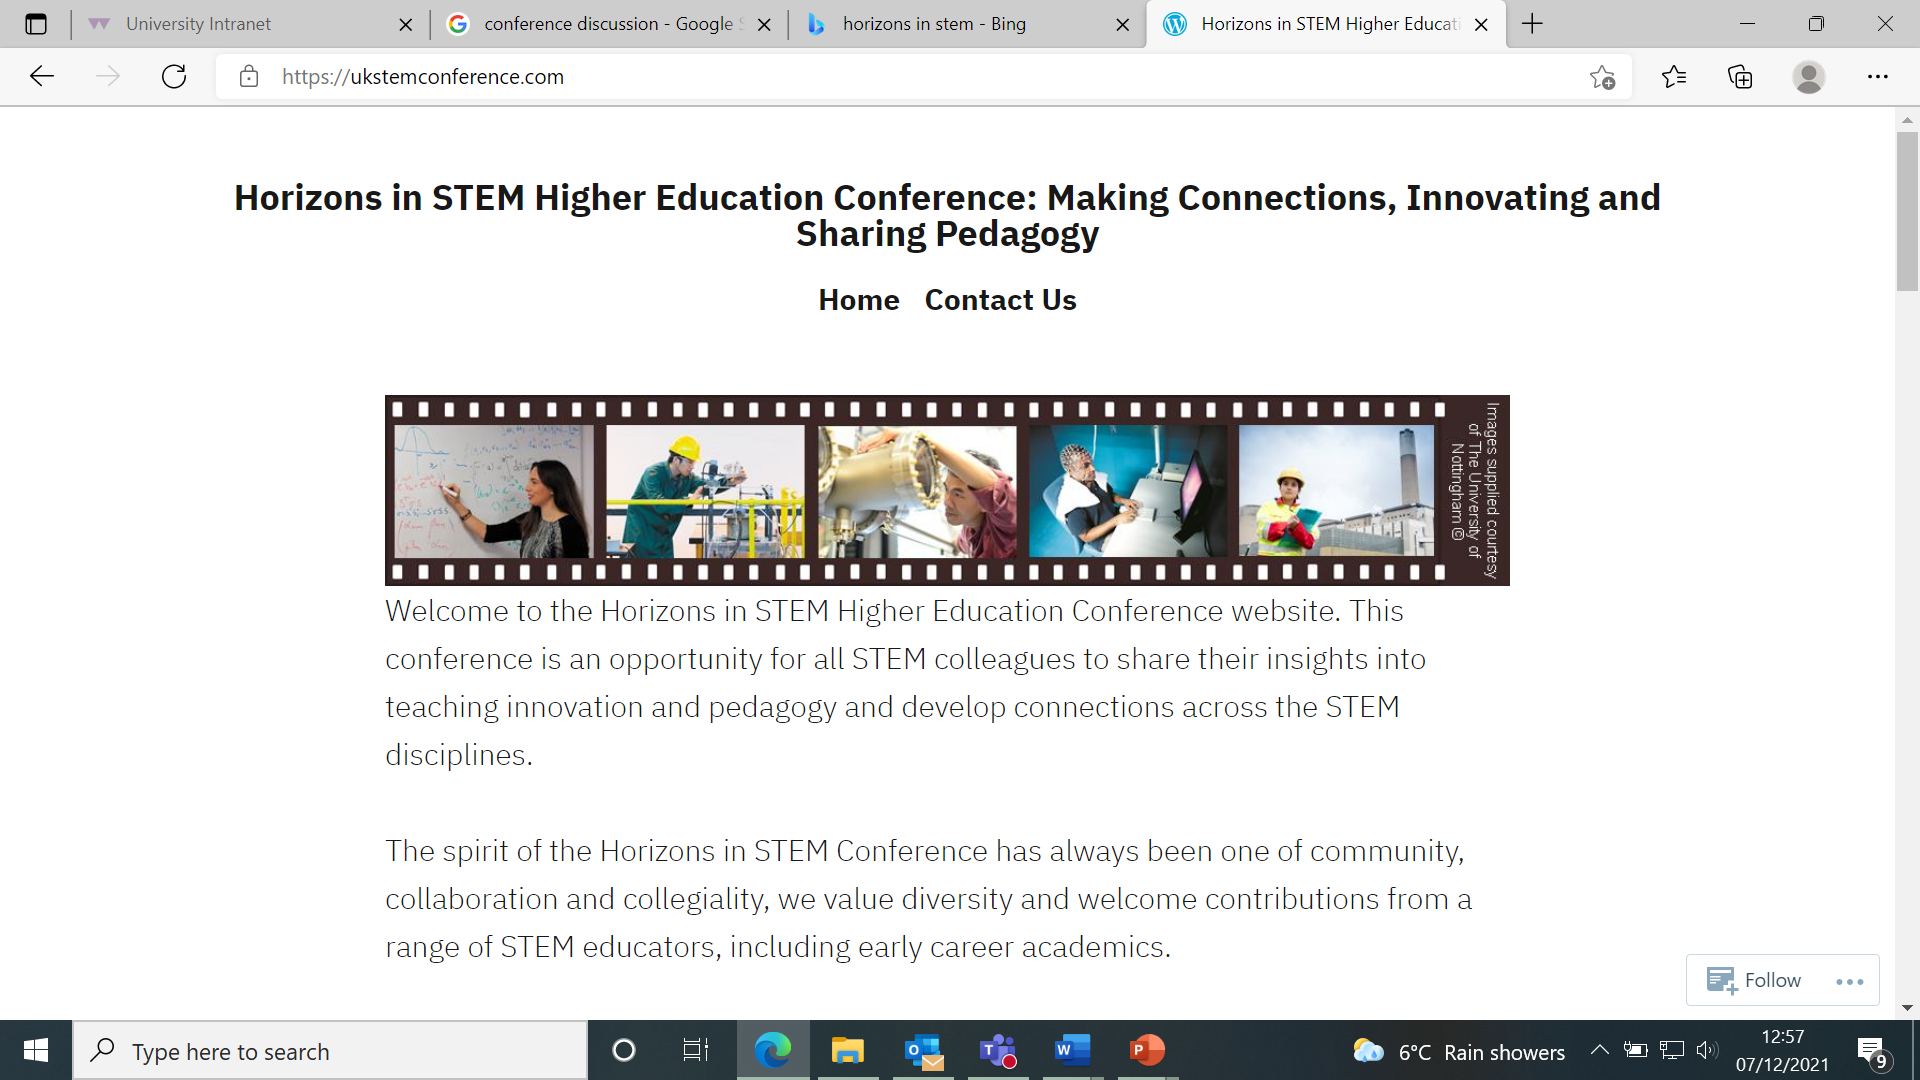 University Intranet
conference discussion - Google S
horizons in stem - Bing
Horizons in STEM Higher Educati
https://ukstemconference.com
Horizons in STEM Higher Education Conference: Making Connections, Innovating and
Sharing Pedagogy
Home Contact Us
Images supplied courtesy
of The University of
Nottingham ©
Welcome to the Horizons in STEM Higher Education Conference website. This
conference is an opportunity for all STEM colleagues to share their insights into
teaching innovation and pedagogy and develop connections across the STEM
disciplines.
The spirit of the Horizons in STEM Conference has always been one of community,
collaboration and collegiality, we value diversity and welcome contributions from a
range of STEM educators, including early career academics.
Follow
Type here to search
6°C Rain showers
12:57
07/12/2021
9